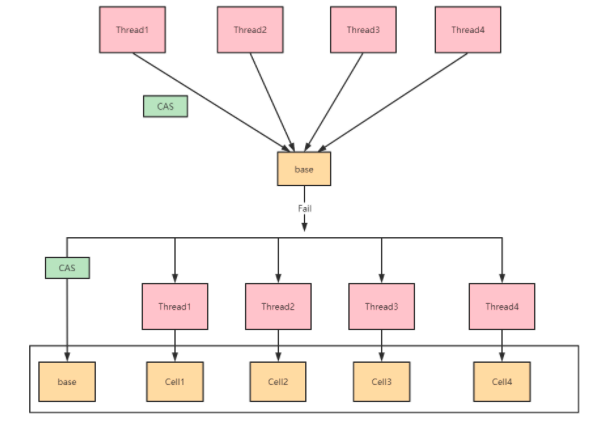 Thread1
Thread2
Thread3
Thread4
CAS
base
Fail
CAS
Thread1
Thread2
Thread3
Thread4
base
Cell1
Cell2
Cell3
Cell4